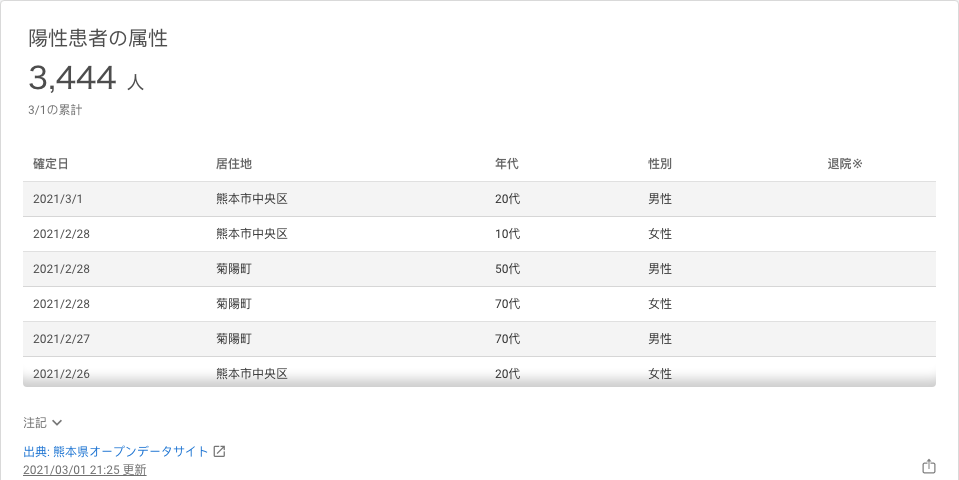 陽性患者の属性
3,444 人
3/1の累計
確定日 居住地 年代 性別 退院※
2021/3/1 熊本市中央区 20代 男性
2021/2/28 熊本市中央区 10代 女性
2021/2/28 菊陽町 50代 男性
2021/2/28 菊陽町 70代 女性
2021/2/27 菊陽町 70代 男性
2021/2/26 熊本市中央区 20代 女性
注記
出典: 熊本県オープンデータサイト
2021/03/01 21:25 更新